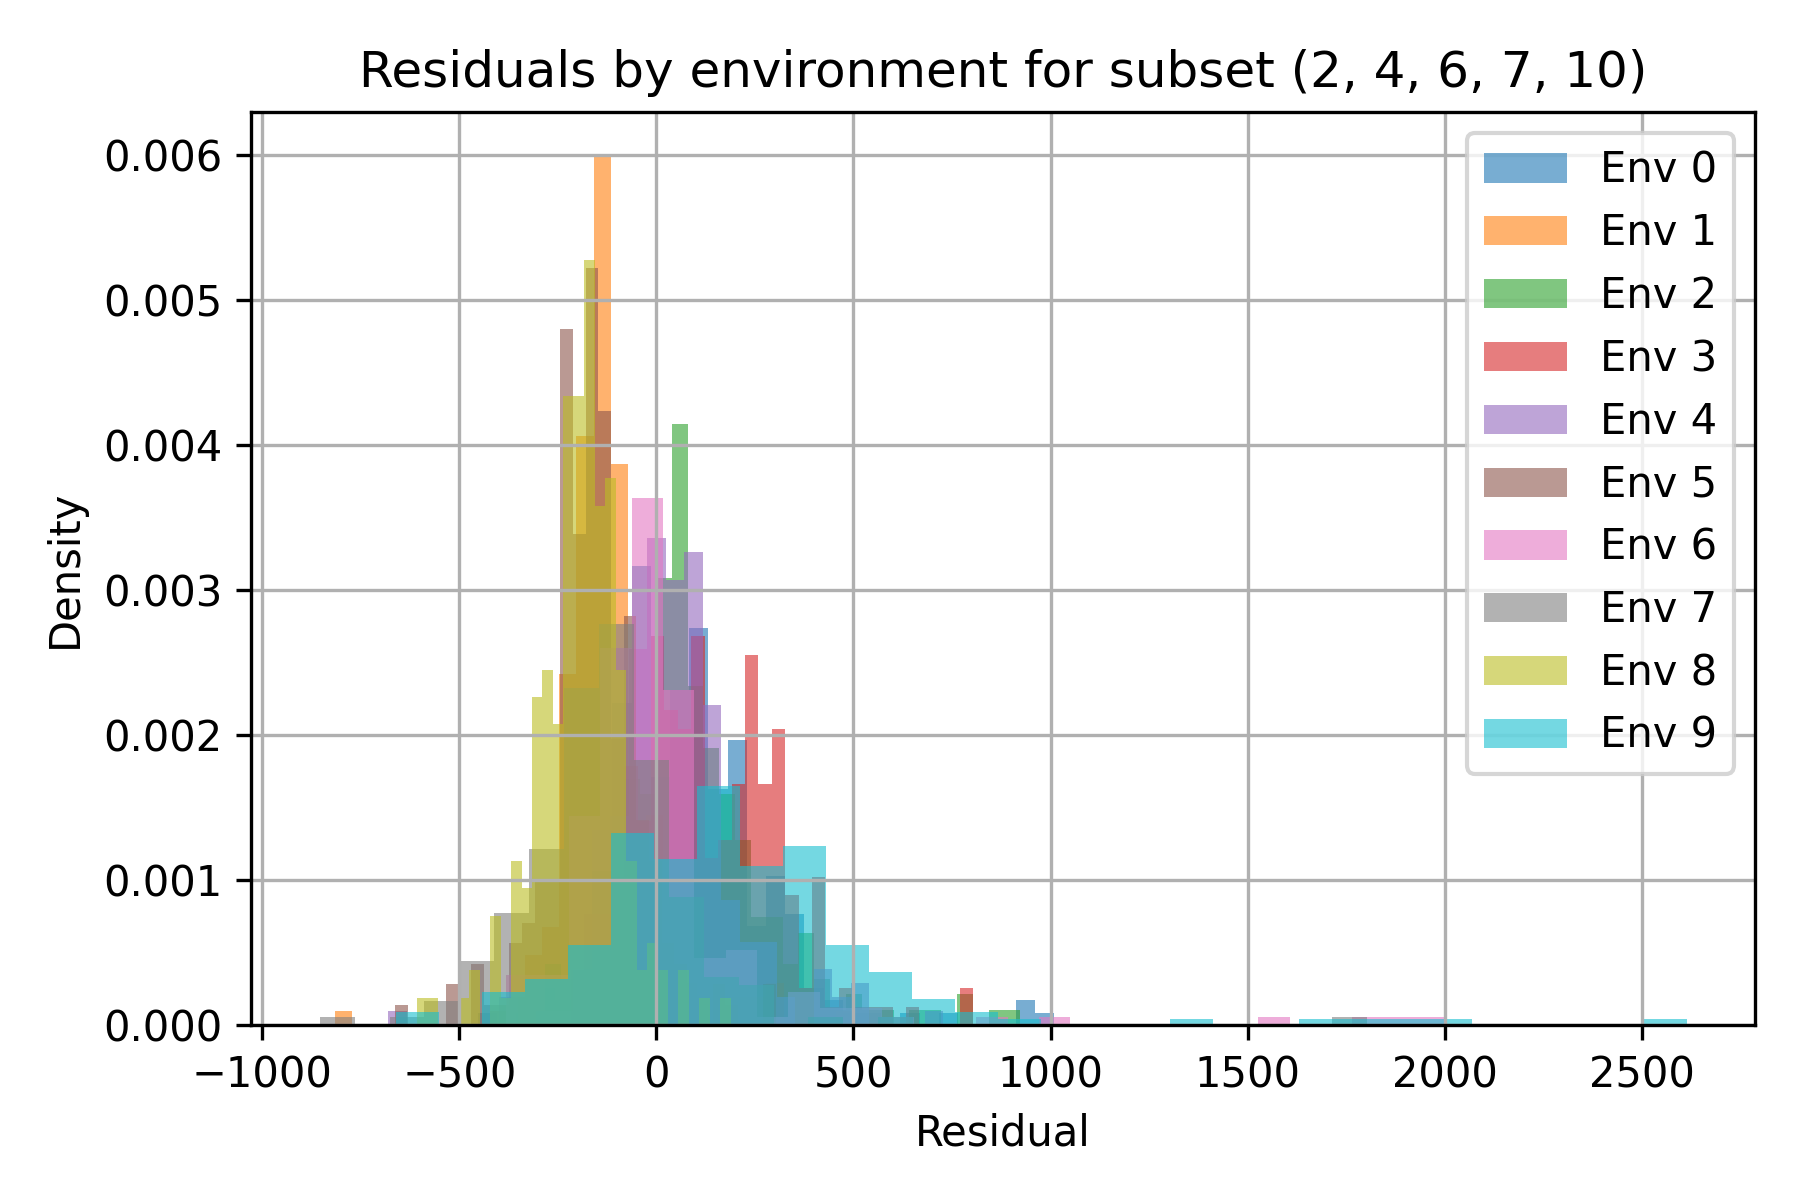 Residuals by environment for subset (2, 4, 6, 7, 10)
0.006
0.005
0.004
0.003
0.002
0.001
0.000
Density
−1000
−500
0
500
1000
1500
2000
2500
Residual
Env 0
Env 1
Env 2
Env 3
Env 4
Env 5
Env 6
Env 7
Env 8
Env 9